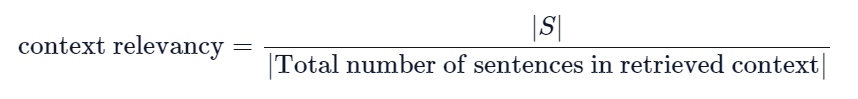 context relevancy = |S| / |Total number of sentences in retrieved context|